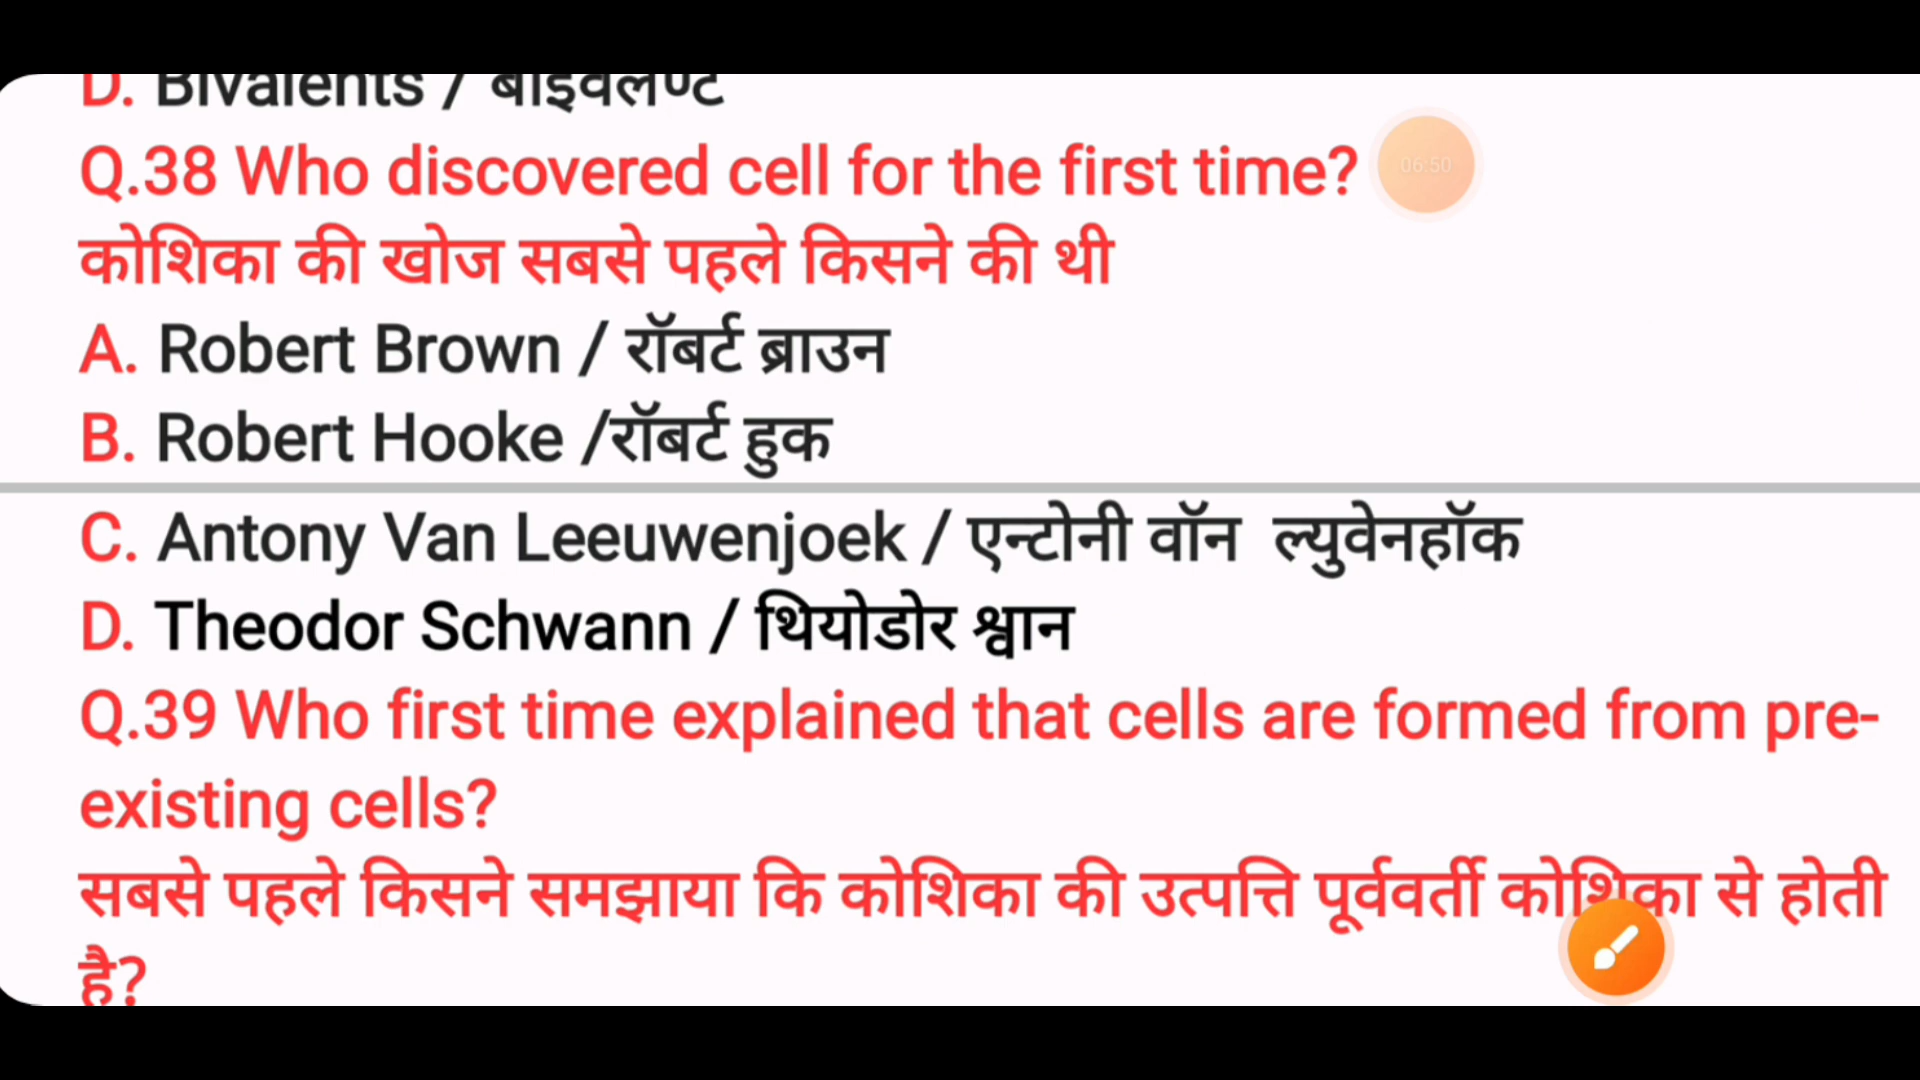 D. Bivalents / बाइवलेण्ट
Q.38 Who discovered cell for the first time?
06:50
कोशिका की खोज सबसे पहले किसने की थी
A. Robert Brown / रॉबर्ट ब्राउन
B. Robert Hooke /रॉबर्ट हुक
C. Antony Van Leeuwenjoek / एन्टोनी वॉन ल्युवेनहॉक
D. Theodor Schwann / थियोडोर श्वान
Q.39 Who first time explained that cells are formed from pre-
existing cells?
सबसे पहले किसने समझाया कि कोशिका की उत्पत्ति पूर्ववर्ती कोशिका से होती
है?